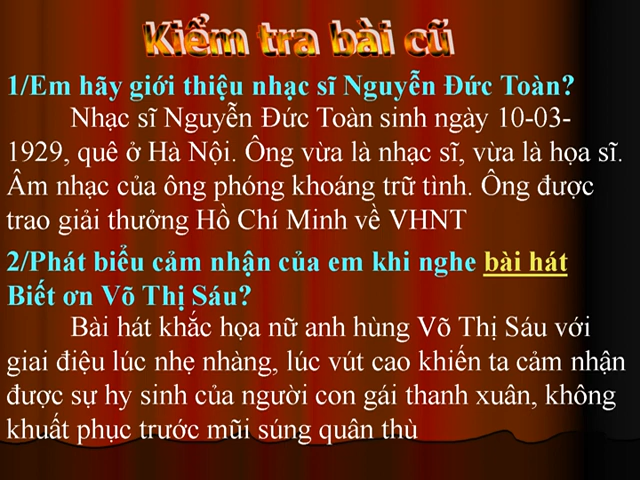 Kiểm tra bài cũ
1/Em hãy giới thiệu nhạc sĩ Nguyễn Đức Toàn?
Nhạc sĩ Nguyễn Đức Toàn sinh ngày 10-03-
1929, quê ở Hà Nội. Ông vừa là nhạc sĩ, vừa là họa sĩ.
Âm nhạc của ông phóng khoáng trữ tình. Ông được
trao giải thưởng Hồ Chí Minh về VHNT
2/Phát biểu cảm nhận của em khi nghe bài hát
Biết ơn Võ Thị Sáu?
Bài hát khắc họa nữ anh hùng Võ Thị Sáu với
giai điệu lúc nhẹ nhàng, lúc vút cao khiến ta cảm nhận
được sự hy sinh của người con gái thanh xuân, không
khuất phục trước mũi súng quân thù